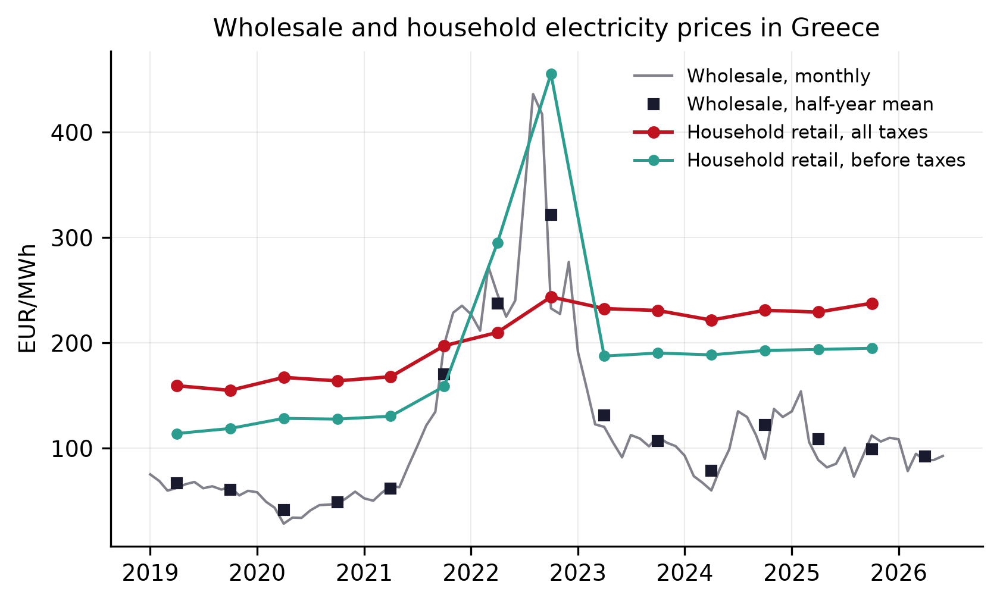 Wholesale and household electricity prices in Greece
Wholesale, monthly
Wholesale, half-year mean
Household retail, all taxes
Household retail, before taxes
EUR/MWh
400
300
200
100
2019 2020 2021 2022 2023 2024 2025 2026